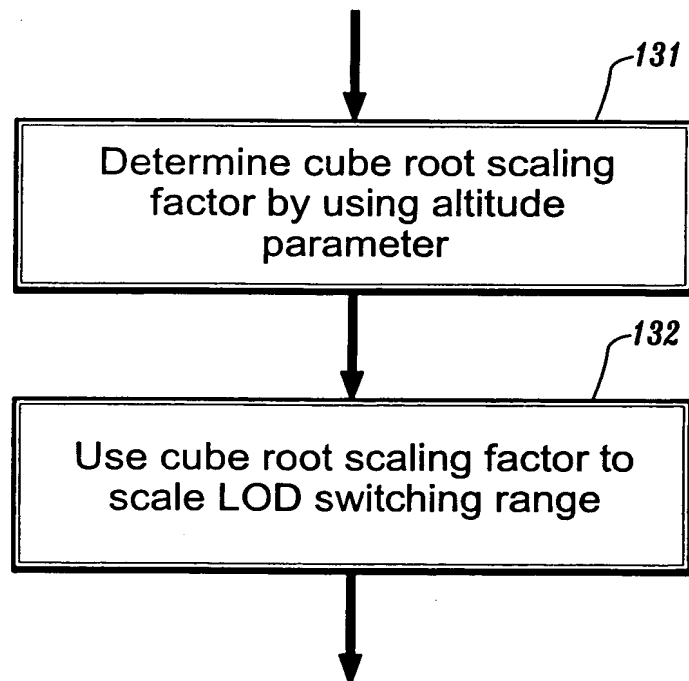 131
Determine cube root scaling
factor by using altitude
parameter
132
Use cube root scaling factor to
scale LOD switching range